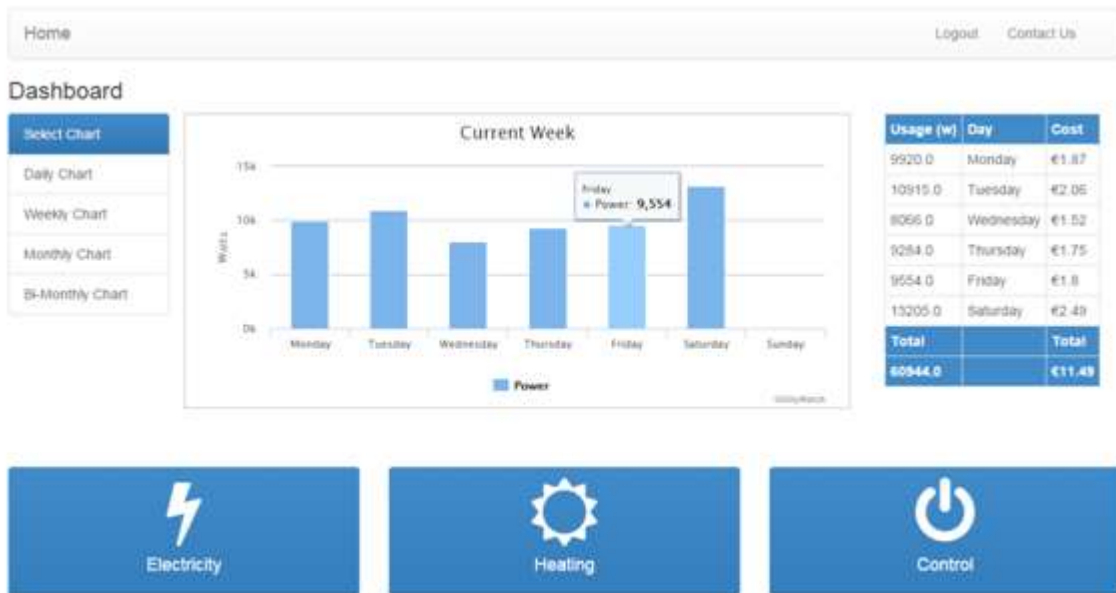 Home Logout Contact Us
Dashboard
Select Chart
Daily Chart
Weekly Chart
Monthly Chart
Bi-Monthly Chart
Current Week
15k
10k
5k
0k
Watts
Friday
Power: 9,554
Monday Tuesday Wednesday Thursday Friday Saturday Sunday
Power
UtilityWatch
Usage (w) Day Cost
9920.0 Monday €1.87
10915.0 Tuesday €2.06
8066.0 Wednesday €1.52
9284.0 Thursday €1.75
9554.0 Friday €1.8
13205.0 Saturday €2.49
Total Total
60944.0 €11.49
Electricity Heating Control